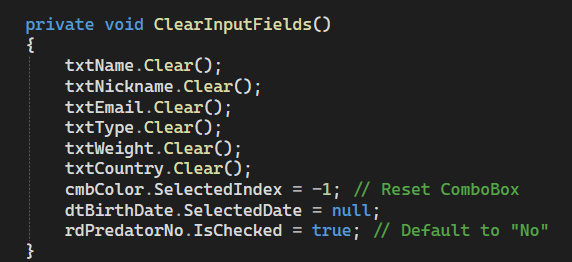 private void ClearInputFields()
{
txtName.Clear();
txtNickname.Clear();
txtEmail.Clear();
txtType.Clear();
txtWeight.Clear();
txtCountry.Clear();
cmbColor.SelectedIndex = -1; // Reset ComboBox
dtBirthDate.SelectedDate = null;
rdPredatorNo.IsChecked = true; // Default to "No"
}